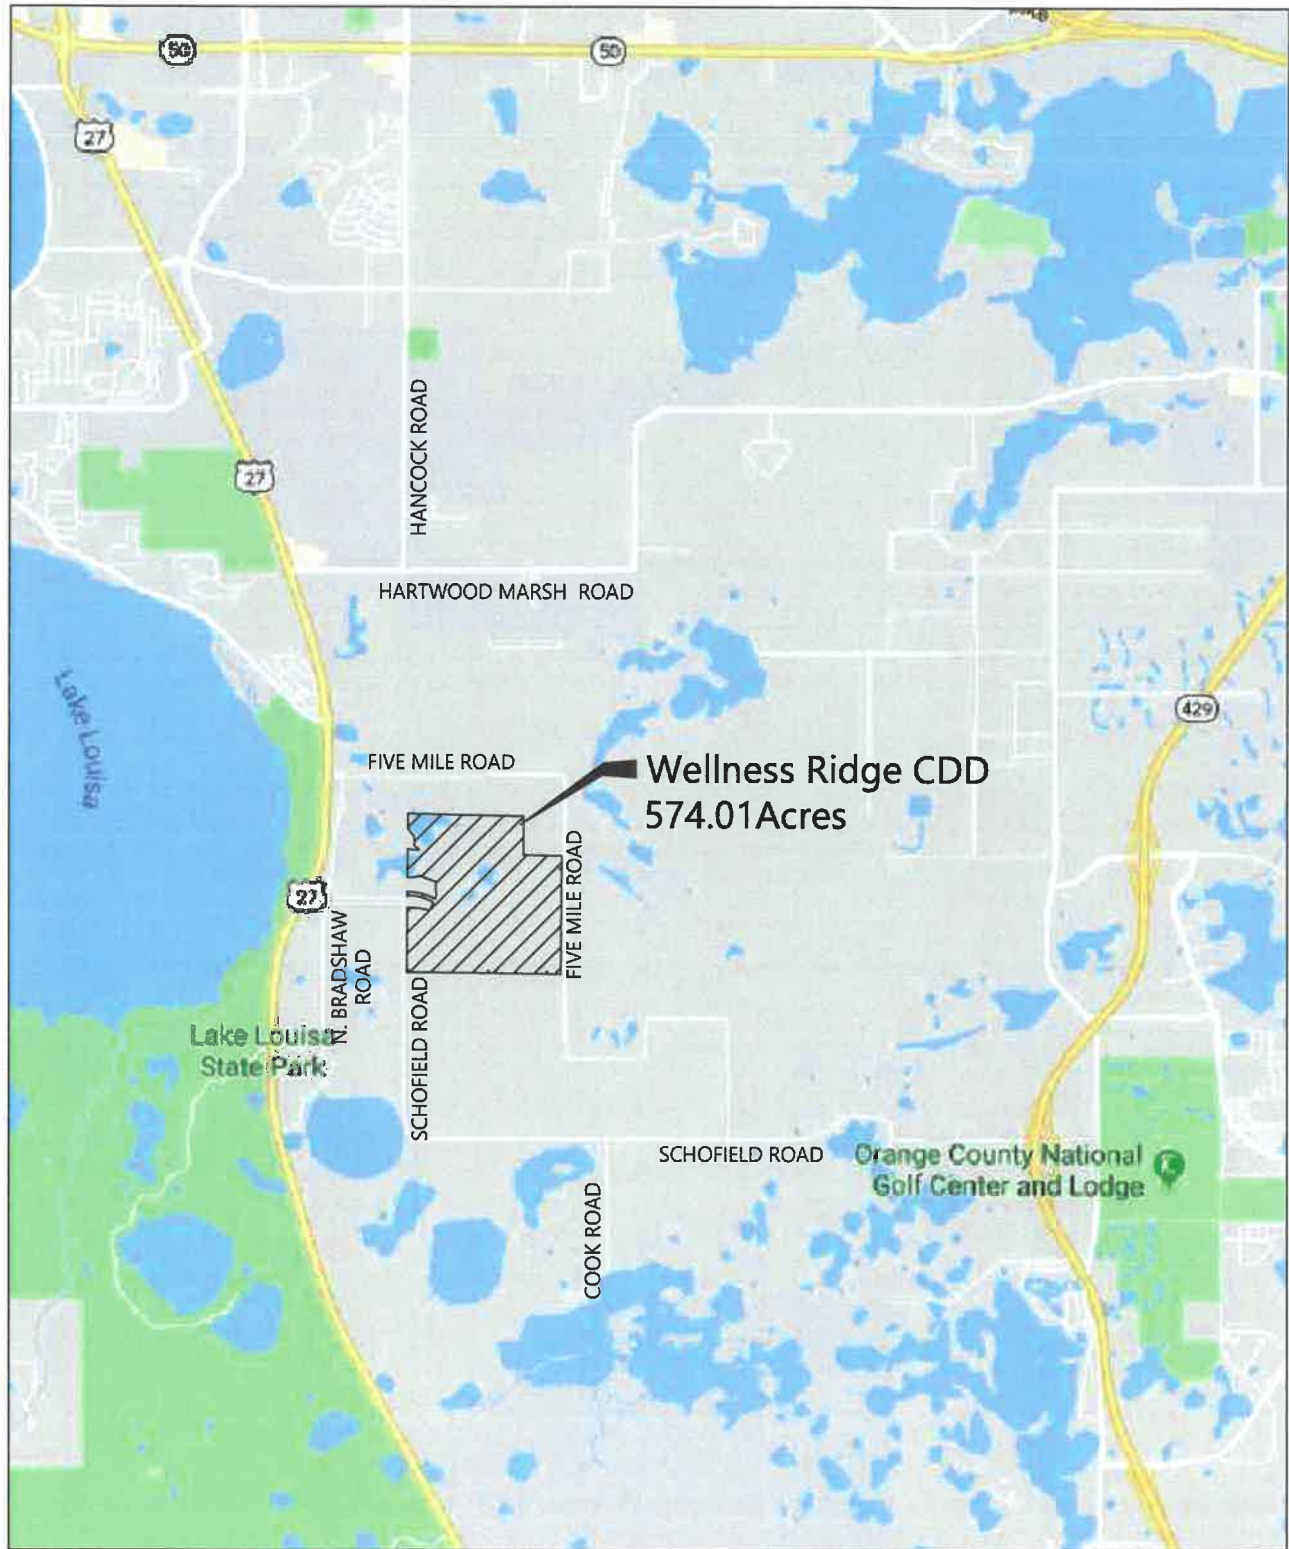 50
50
27
27
HANCOCK ROAD
HARTWOOD MARSH ROAD
Lake Louisa
429
FIVE MILE ROAD
Wellness Ridge CDD
574.01Acres
27
FIVE MILE ROAD
N. BRADSHAW
ROAD
SCHOFIELD ROAD
Lake Louisa
State Park
SCHOFIELD ROAD
Orange County National
Golf Center and Lodge
COOK ROAD